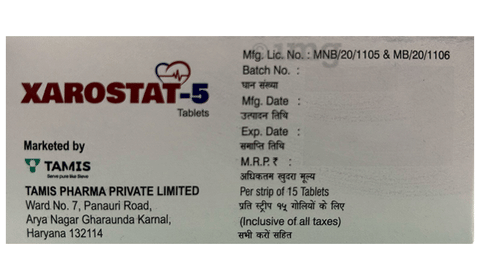 XAROSTAT-5
Tablets
Marketed by
TAMIS
Serve pure like Steve
TAMIS PHARMA PRIVATE LIMITED
Ward No. 7, Panauri Road,
Arya Nagar Gharaunda Karnal,
Haryana 132114
1mg
Mfg. Lic. No. : MNB/20/1105 & MB/20/1106
Batch No. :
घान संख्या
Mfg. Date :
उत्पादन तिथि
Exp. Date :
समाप्ति तिथि
M.R.P.₹ :
अधिकतम खुदरा मूल्य
Per strip of 15 Tablets
प्रति स्ट्रीप १५ गोलियों के लिए
(Inclusive of all taxes)
सभी करों सहित